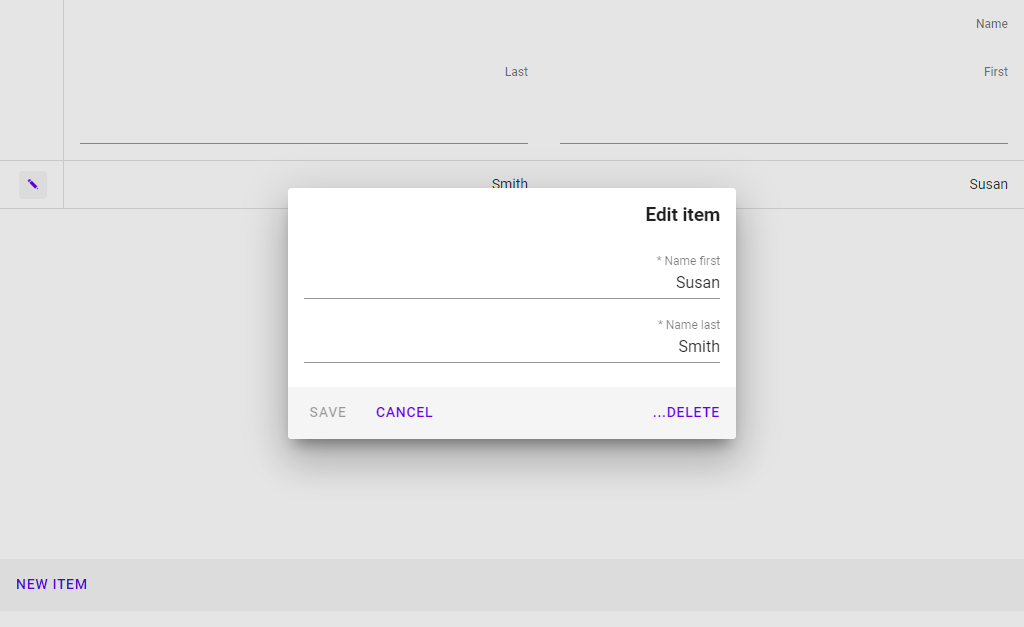 Name
First
Last
Susan
Smith
Edit item
* Name first
Susan
* Name last
Smith
...DELETE
CANCEL
SAVE
NEW ITEM